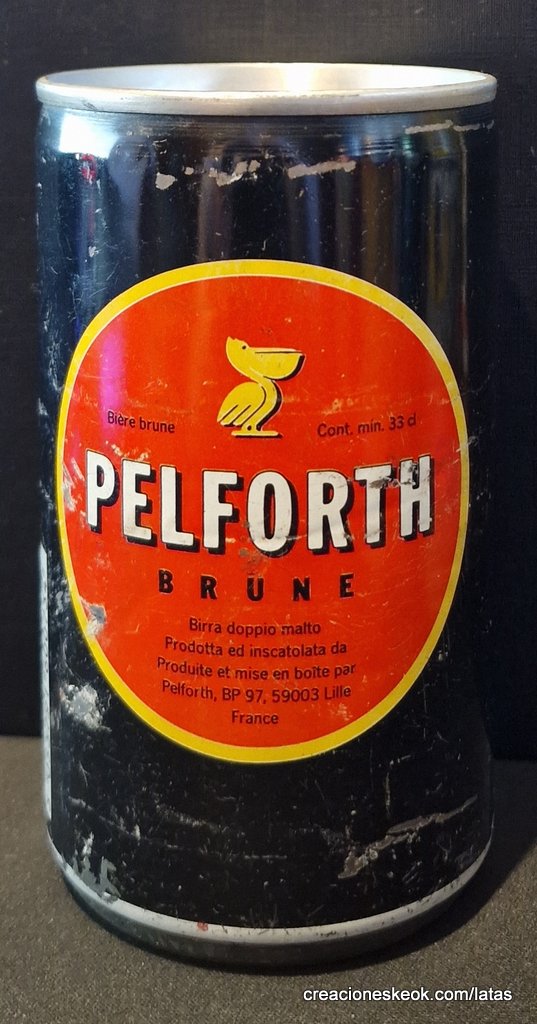 Bière brune
Cont. min. 33 cl
PELFORTH
BRUNE
Birra doppio malto
Prodotta ed inscatolata da
Produite et mise en boîte par
Pelforth, BP 97, 59003 Lille
France
creacioneskeok.com/latas